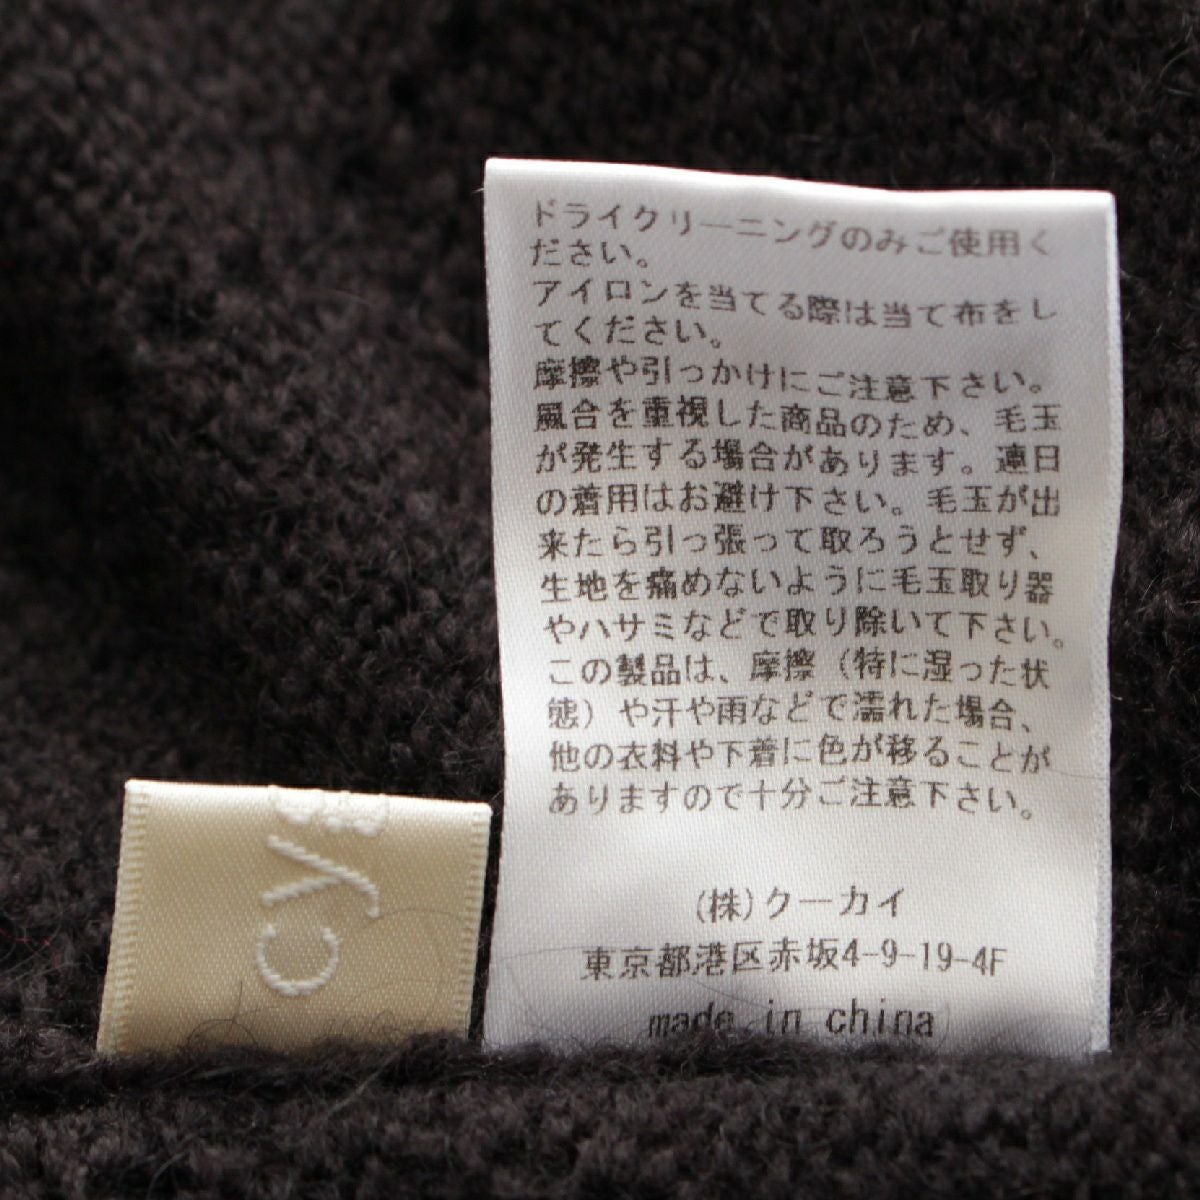 ドライクリーニングのみご使用く
ださい。
アイロンを当てる際は当て布をし
てください。
摩擦や引っかけにご注意下さい。
風合を重視した商品のため、毛玉
が発生する場合があります。連日
の着用はお避け下さい。毛玉が出
来たら引っ張って取ろうとせず、
生地を痛めないように毛玉取り器
やハサミなどで取り除いて下さい。
この製品は、摩擦（特に湿った状
態）や汗や雨などで濡れた場合、
他の衣料や下着に色が移ることが
ありますので十分ご注意下さい。
(株)クーカイ
東京都港区赤坂4-9-19-4F
made in china